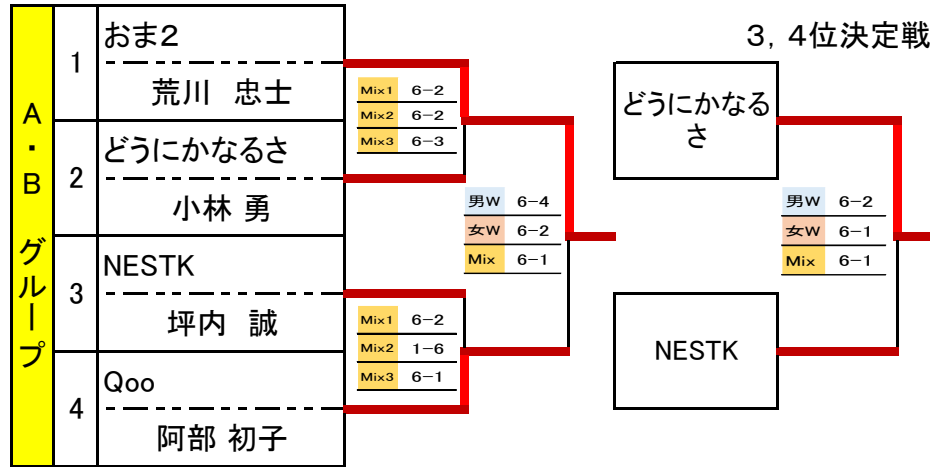 A・Bグループ
1
おま2
荒川 忠士
2
どうにかなるさ
小林 勇
3
NESTK
坪内 誠
4
Qoo
阿部 初子
Mix1 6-2
Mix2 6-2
Mix3 6-3
Mix1 6-2
Mix2 1-6
Mix3 6-1
男W 6-4
女W 6-2
Mix 6-1
3,4位決定戦
どうにかなる
さ
NESTK
男W 6-2
女W 6-1
Mix 6-1